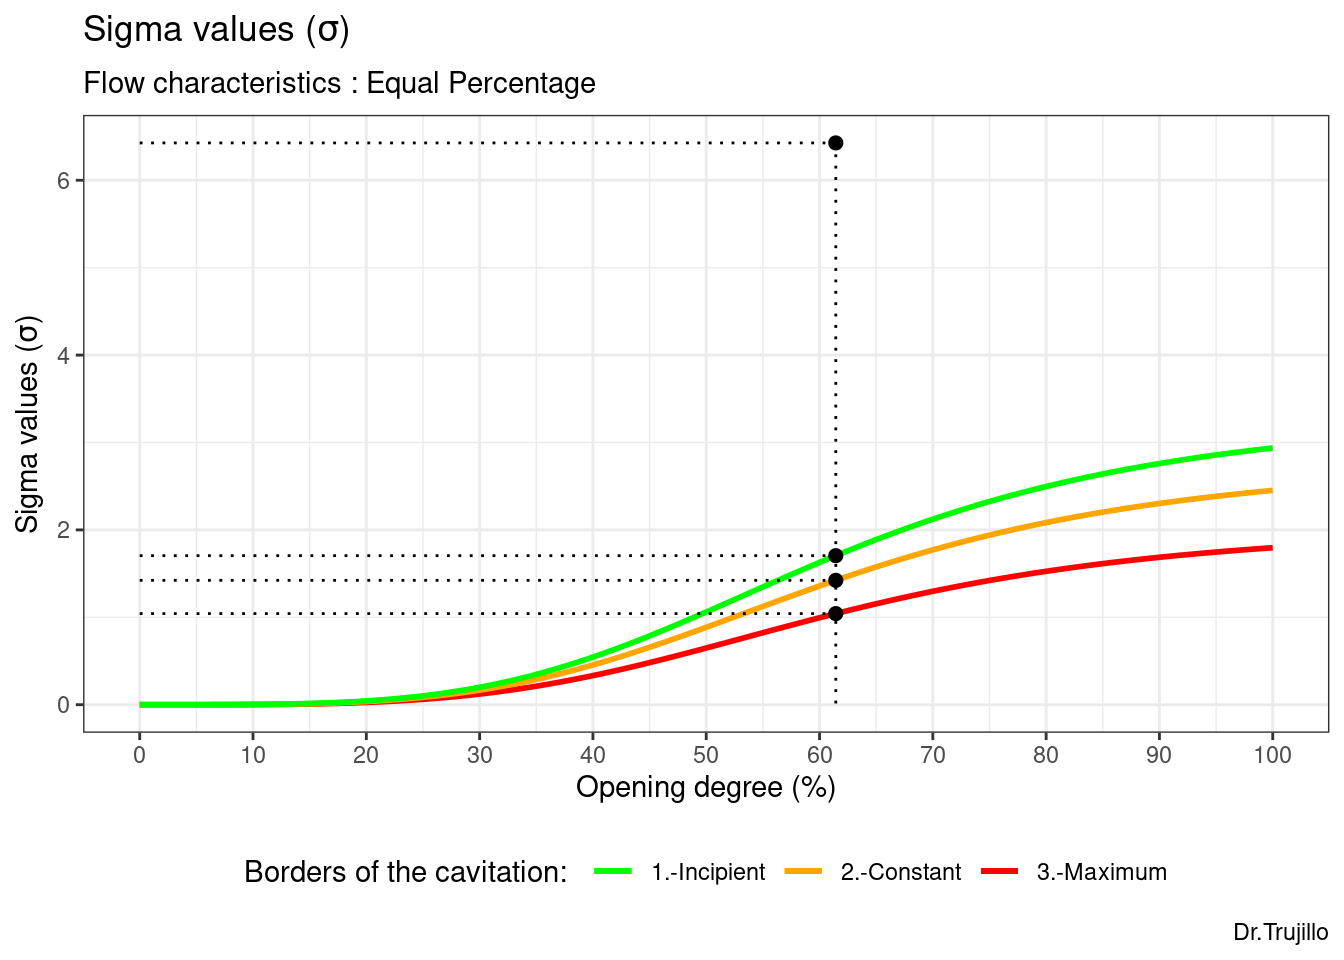 Sigma values (σ)
Flow characteristics : Equal Percentage
Sigma values (σ)
6
4
2
0
0 10 20 30 40 50 60 70 80 90 100
Opening degree (%)
Borders of the cavitation: 1.-Incipient 2.-Constant 3.-Maximum
Dr.Trujillo